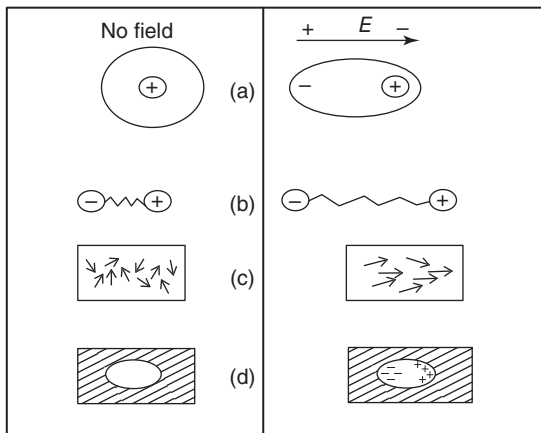 No field
+ E −
+
(a)
− +
− +
(b)
− +
(c)
(d)
− − − − − − + + + + +